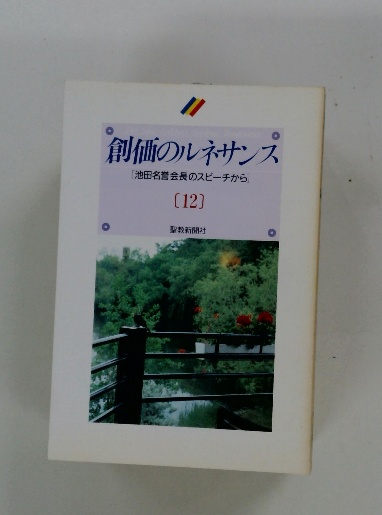 創価のルネサンス
「池田名誉会長のスピーチから」
〔12〕
聖教新聞社